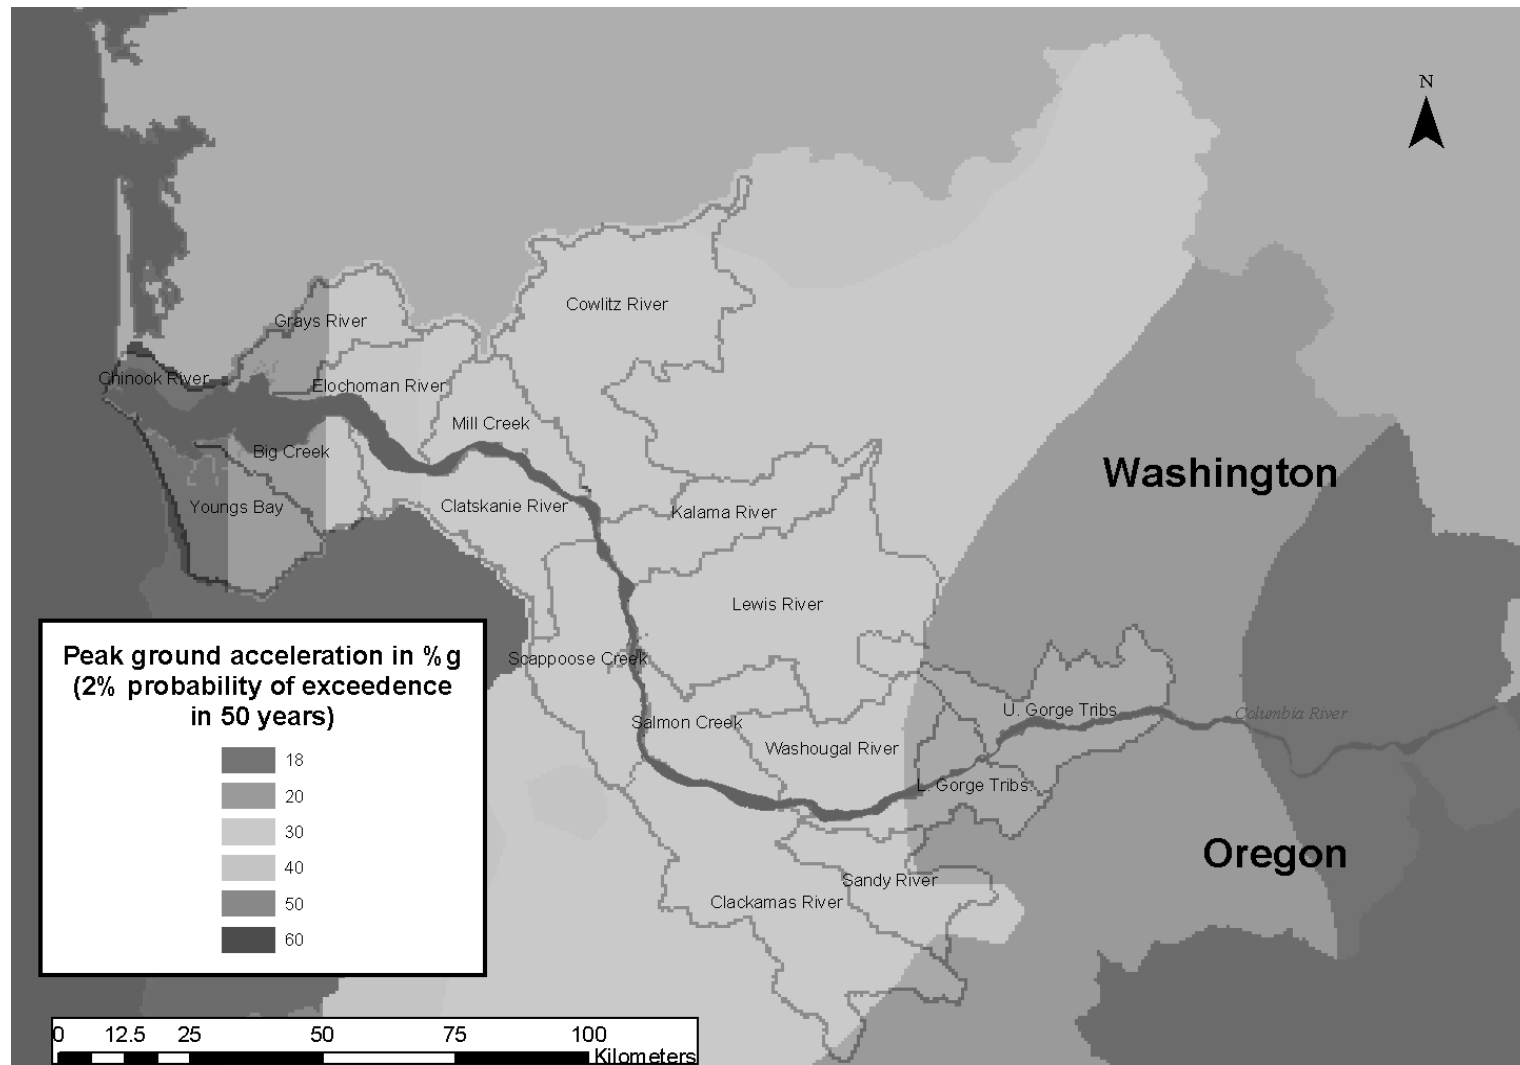 N
Cowlitz River
Grays River
Chinook River
Elochoman River
Mill Creek
Big Creek
Washington
Youngs Bay
Clatskanie River
Kalama River
Lewis River
Scappoose Creek
U. Gorge Tribs.
Columbia River
Salmon Creek
Washougal River
L. Gorge Tribs.
Oregon
Sandy River
Clackamas River
Peak ground acceleration in %g
(2% probability of exceedence
in 50 years)
18
20
30
40
50
60
0 12.5 25 50 75 100
Kilometers